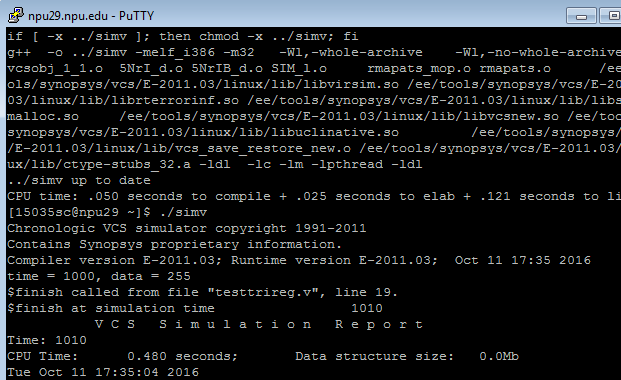 npu29.npu.edu - PuTTY
if [ -x ../simv ]; then chmod -x ../simv; fi
g++  -o ../simv -melf_i386 -m32   -Wl,-whole-archive    -Wl,-no-whole-archive
vcsobj_1_1.o  5NrI_d.o 5NrIB_d.o SIM_l.o      rmapats_mop.o rmapats.o      /ee
ols/synopsys/vcs/E-2011.03/linux/lib/libvirsim.so /ee/tools/synopsys/vcs/E-20
03/linux/lib/librterrorinf.so /ee/tools/synopsys/vcs/E-2011.03/linux/lib/libs
malloc.so     /ee/tools/synopsys/vcs/E-2011.03/linux/lib/libvcsnew.so /ee/too
synopsys/vcs/E-2011.03/linux/lib/libuclinative.so          /ee/tools/synopsys/
/E-2011.03/linux/lib/vcs_save_restore_new.o /ee/tools/synopsys/vcs/E-2011.03/
ux/lib/ctype-stubs_32.a -ldl  -lc -lm -lpthread -ldl
../simv up to date
CPU time: .050 seconds to compile + .025 seconds to elab + .121 seconds to li
[15035sc@npu29 ~]$ ./simv
Chronologic VCS simulator copyright 1991-2011
Contains Synopsys proprietary information.
Compiler version E-2011.03; Runtime version E-2011.03;  Oct 11 17:35 2016
time = 1000, data = 255
$finish called from file "testtrireg.v", line 19.
$finish at simulation time                 1010
           V C S   S i m u l a t i o n   R e p o r t
Time: 1010
CPU Time:      0.480 seconds;       Data structure size:   0.0Mb
Tue Oct 11 17:35:04 2016